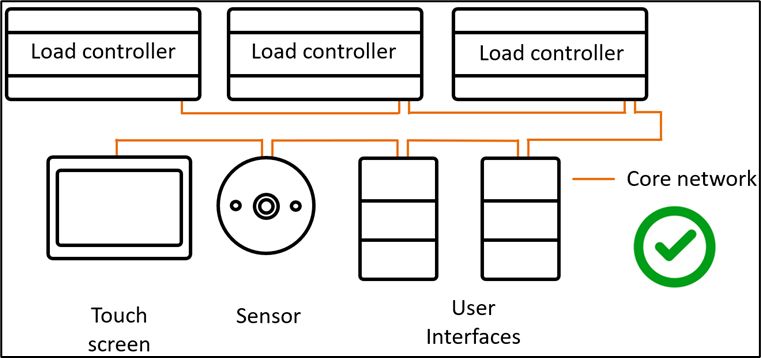 Load controller
Load controller
Load controller
Core network
Touch
screen
Sensor
User
Interfaces